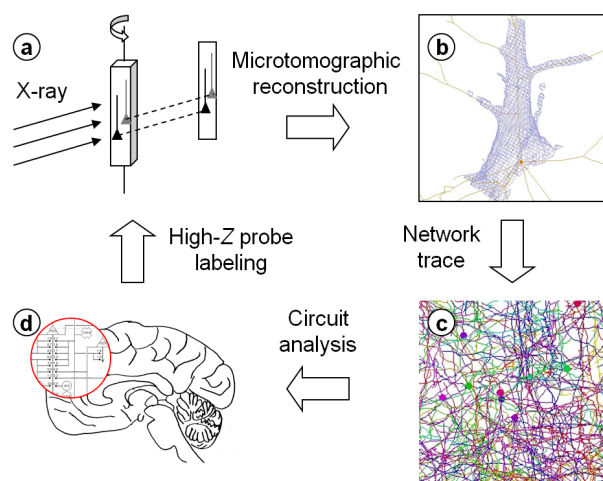 a
X-ray
Microtomographic
reconstruction
b
High-Z probe
labeling
Network
trace
d
Circuit
analysis
c